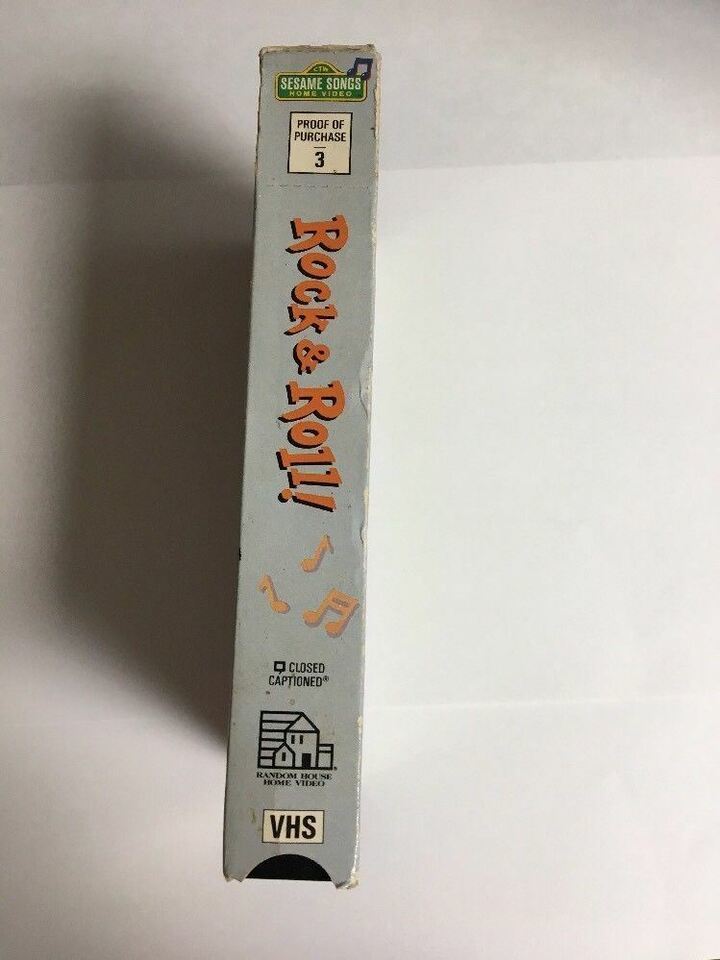 CTW
SESAME SONGS
HOME VIDEO
PROOF OF
PURCHASE
3
Rock & Roll!
CLOSED
CAPTIONED®
RANDOM HOUSE
HOME VIDEO
VHS